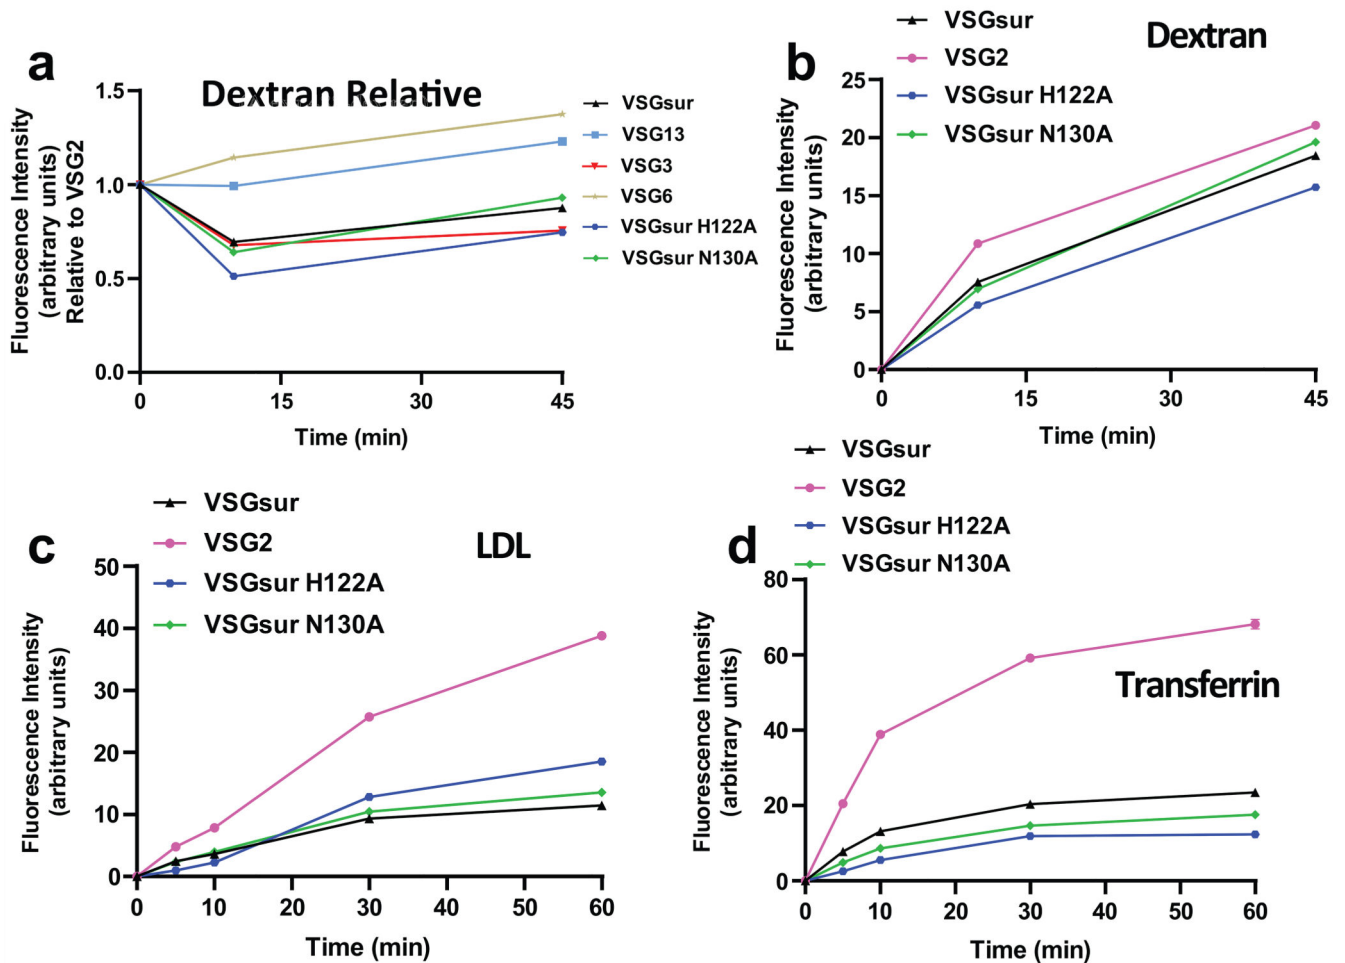 a
Dextran Relative
Fluorescence Intensity
(arbitrary units)
Relative to VSG2
1.5
1.0
0.5
0.0
0
15
30
45
Time (min)
VSGsur
VSG13
VSG3
VSG6
VSGsur H122A
VSGsur N130A
b
Dextran
VSGsur
VSG2
VSGsur H122A
VSGsur N130A
Fluorescence Intensity
(arbitrary units)
25
20
15
10
5
0
0
15
30
45
Time (min)
c
LDL
VSGsur
VSG2
VSGsur H122A
VSGsur N130A
Fluorescence Intensity
(arbitrary units)
50
40
30
20
10
0
0
10
20
30
40
50
60
Time (min)
d
Transferrin
VSGsur
VSG2
VSGsur H122A
VSGsur N130A
Fluorescence Intensity
(arbitrary units)
80
60
40
20
0
0
10
20
30
40
50
60
Time (min)